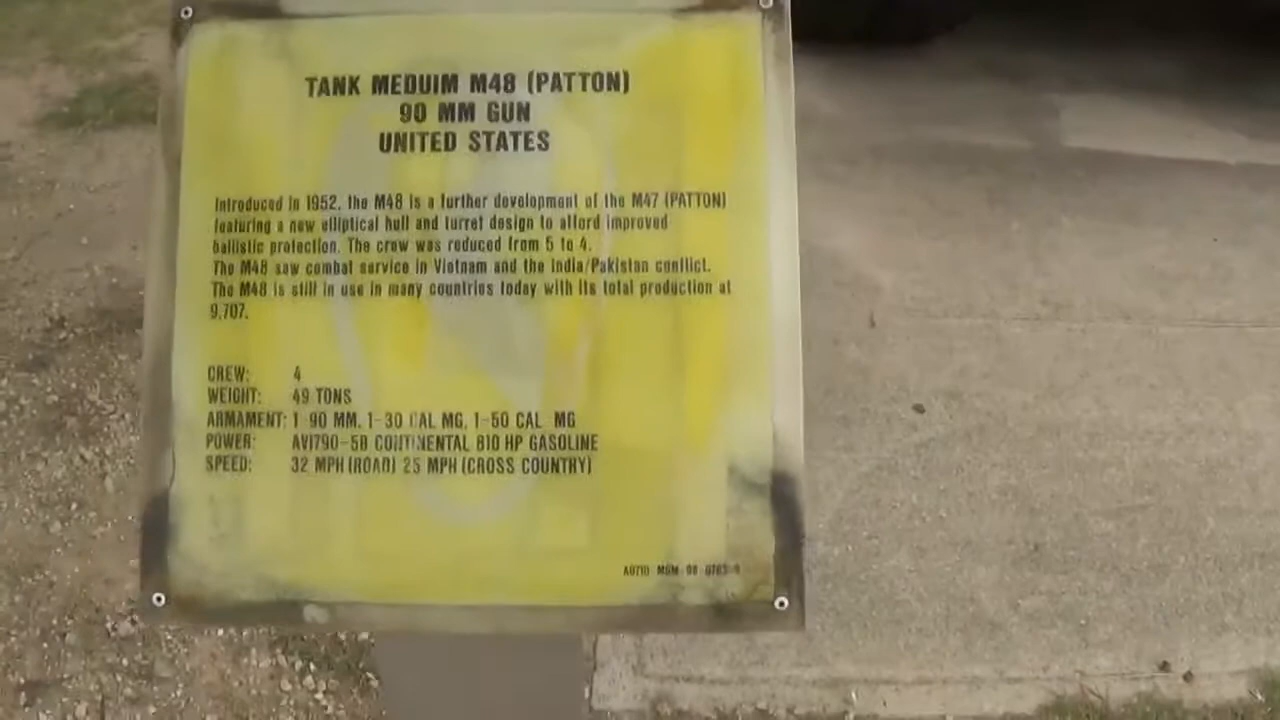 TANK MEDUIM M48 (PATTON)
90 MM GUN
UNITED STATES
Introduced in 1952, the M48 is a further development of the M47 (PATTON)
featuring a new elliptical hull and turret design to afford improved
ballistic protection. The crew was reduced from 5 to 4.
The M48 saw combat service in Vietnam and the India/Pakistan conflict.
The M48 is still in use in many countries today with its total production at
9,707.
CREW: 4
WEIGHT: 49 TONS
ARMAMENT: 1-90 MM, 1-30 CAL MG, 1-50 CAL MG
POWER: AVI790-5B CONTINENTAL 810 HP GASOLINE
SPEED: 32 MPH (ROAD) 25 MPH (CROSS COUNTRY)